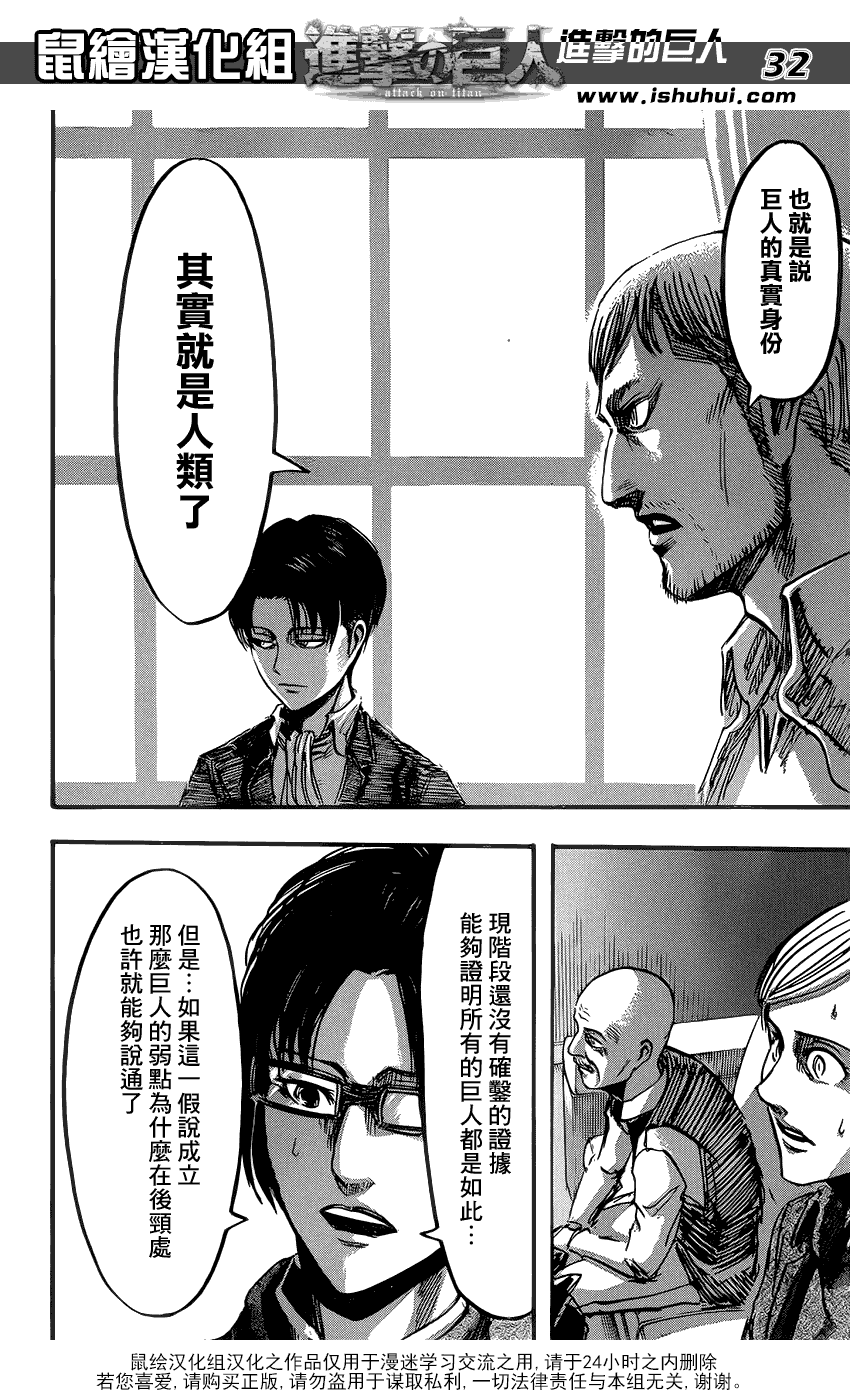 鼠繪漢化組
進撃の巨人
attack on titan
進擊的巨人
www.ishuhui.com
32
也就是説
巨人的真實身份
其實就是人類了
現階段還沒有確鑿的證據
能夠證明所有的巨人都是如此…
但是…如果這一假說成立
那麼巨人的弱點為什麼在後頸處
也許就能夠說通了
鼠绘汉化组汉化之作品仅用于漫迷学习交流之用, 请于24小时之内删除
若您喜爱, 请购买正版, 请勿盗用于谋取私利, 一切法律责任与本组无关, 谢谢。